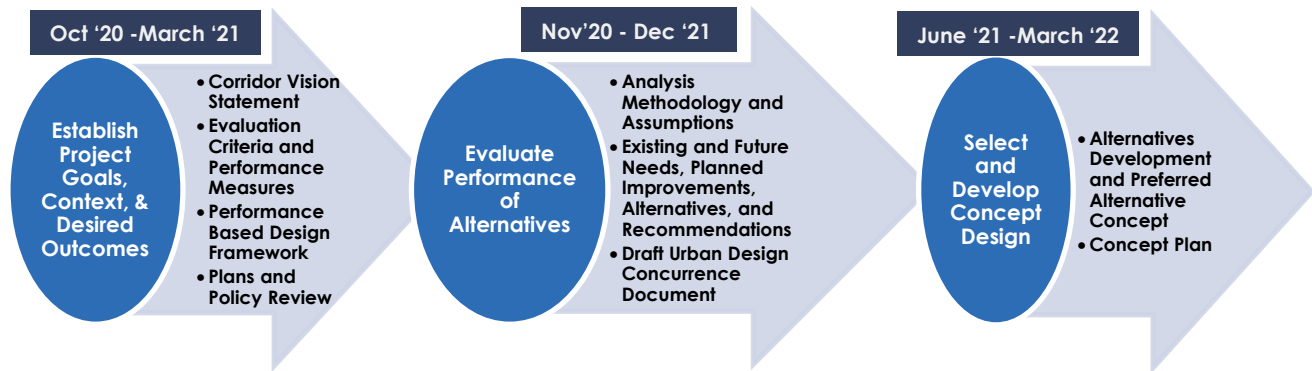 Oct ‘20 -March ‘21
Establish
Project
Goals,
Context, &
Desired
Outcomes
• Corridor Vision
Statement
• Evaluation
Criteria and
Performance
Measures
• Performance
Based Design
Framework
• Plans and
Policy Review
Nov’20 - Dec ‘21
Evaluate
Performance
of
Alternatives
• Analysis
Methodology and
Assumptions
• Existing and Future
Needs, Planned
Improvements,
Alternatives, and
Recommendations
• Draft Urban Design
Concurrence
Document
June ‘21 -March ‘22
Select
and
Develop
Concept
Design
• Alternatives
Development
and Preferred
Alternative
Concept
• Concept Plan